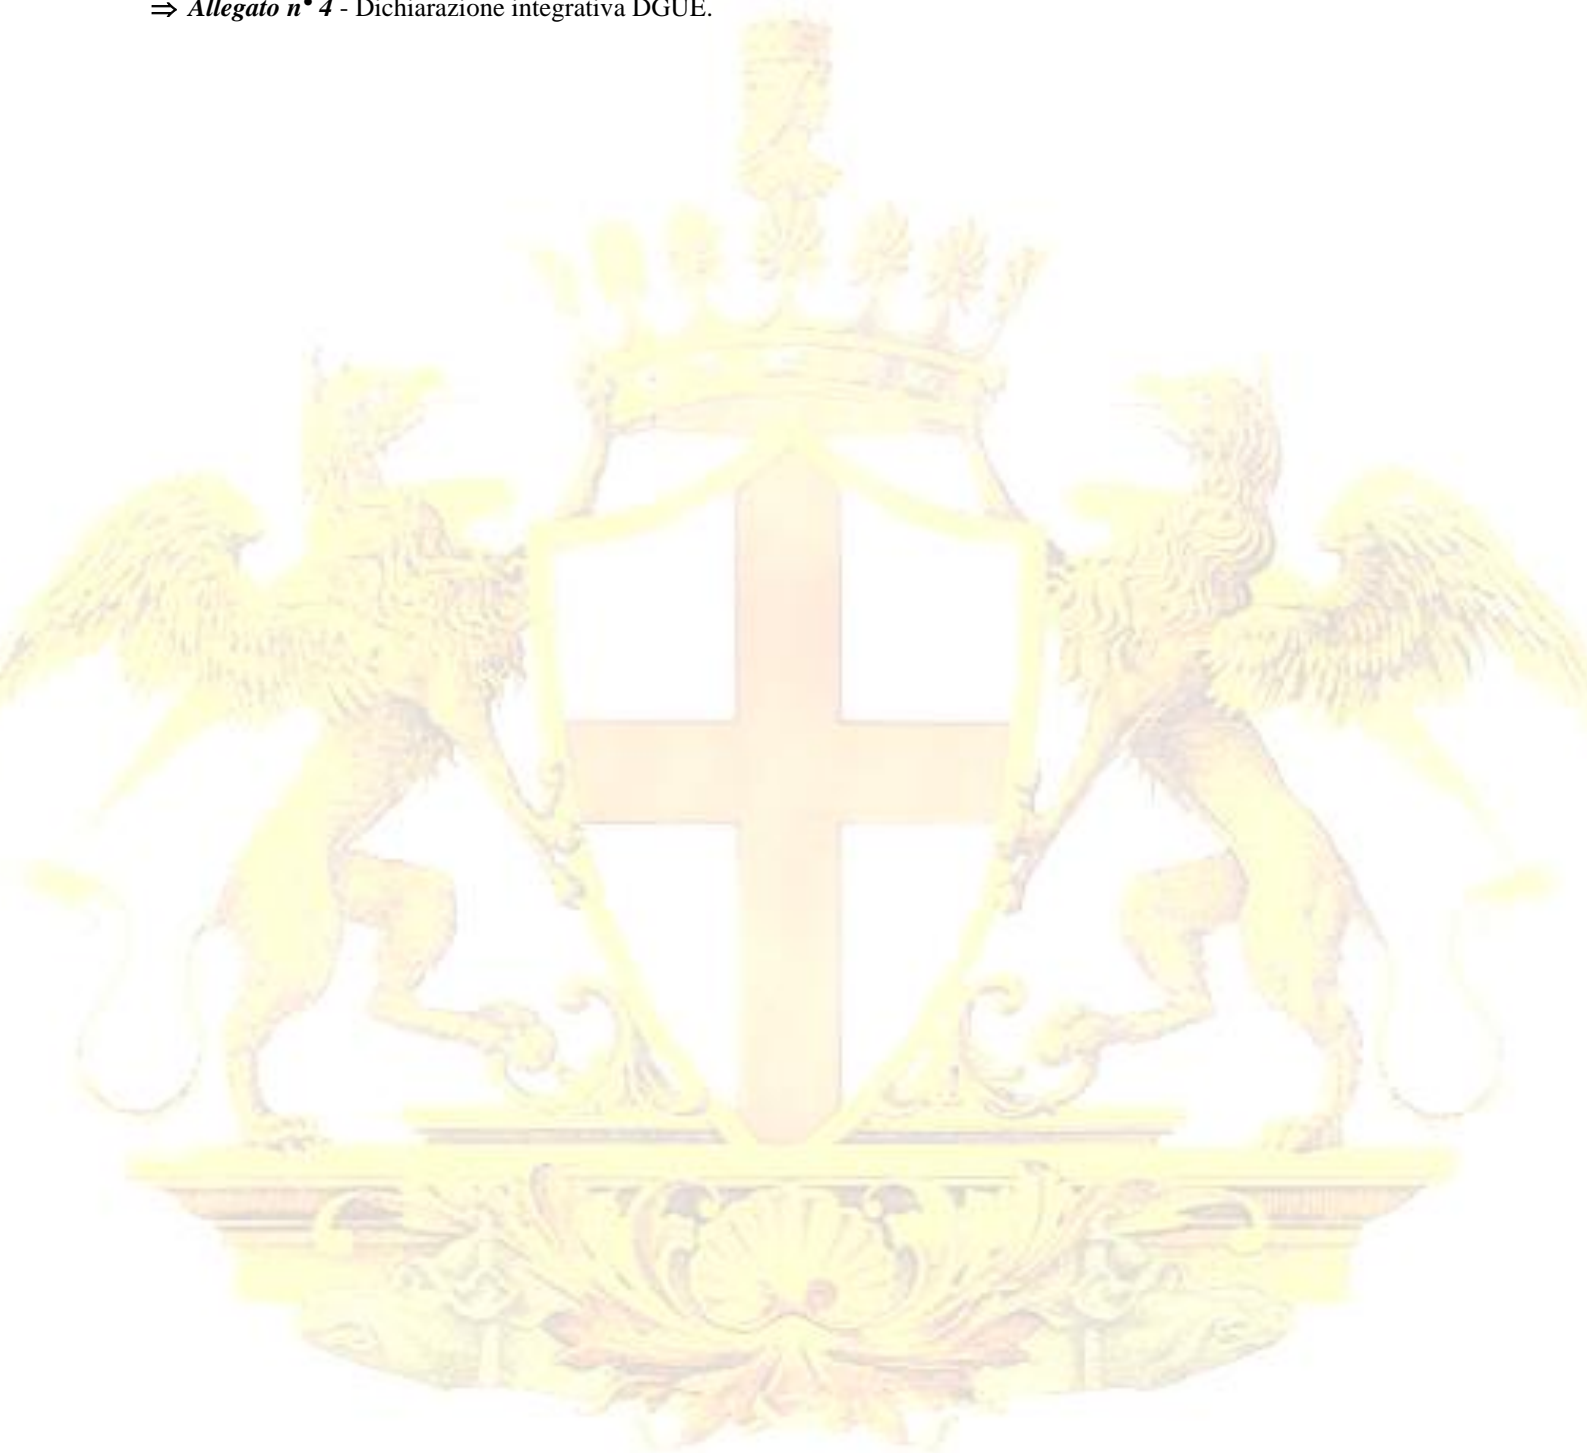 ⇒ Allegato n° 4 - Dichiarazione integrativa DGUE.